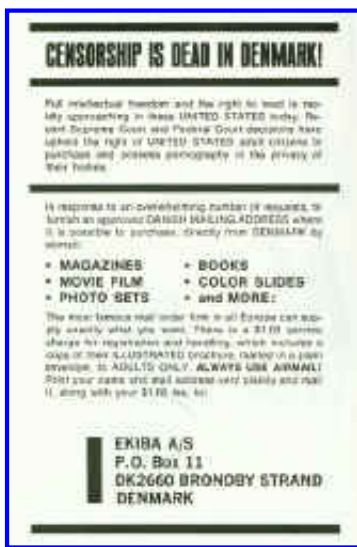 CENSORSHIP IS DEAD IN DENMARK!
Full intellectual freedom and the right to read is rap-
idly approaching in these UNITED STATES today. Re-
cent Supreme Court and Federal Court decisions have
upheld the right of UNITED STATES adult citizens to
purchase and possess pornography in the privacy of
their homes.
In response to an overwhelming number of requests, to
furnish an approved DANISH MAILING ADDRESS where
it is possible to purchase, directly from DENMARK by
airmail:
• MAGAZINES
• MOVIE FILM
• PHOTO SETS
• BOOKS
• COLOR SLIDES
• and MORE:
The most famous mail order firm in all Europe can sup-
ply exactly what you want. There is a $1.00 service
charge for registration and handling, which includes a
copy of their ILLUSTRATED brochure, mailed in a plain
envelope, to ADULTS ONLY. ALWAYS USE AIRMAIL!
Print your name and mail address very plainly and mail
it, along with your $1.00 fee, to:
EKIBA A/S
P.O. Box 11
DK2660 BRONDBY STRAND
DENMARK